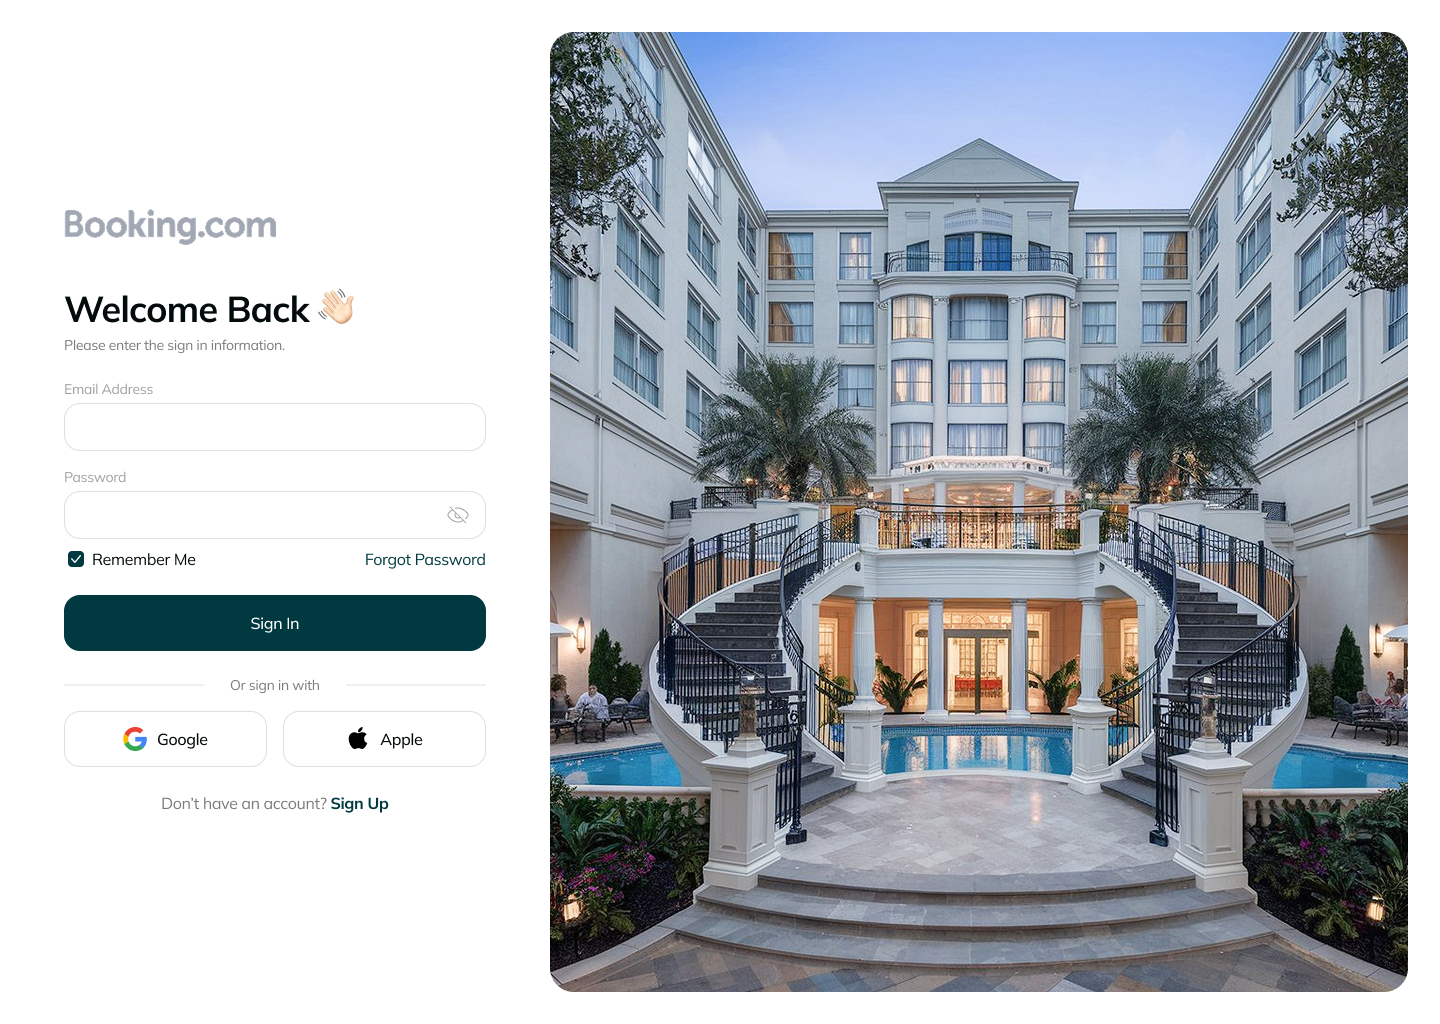 Booking.com
Welcome Back 👋🏻
Please enter the sign in information.
Email Address
Password
Remember Me
Forgot Password
Sign In
Or sign in with
Google
Apple
Don't have an account? Sign Up